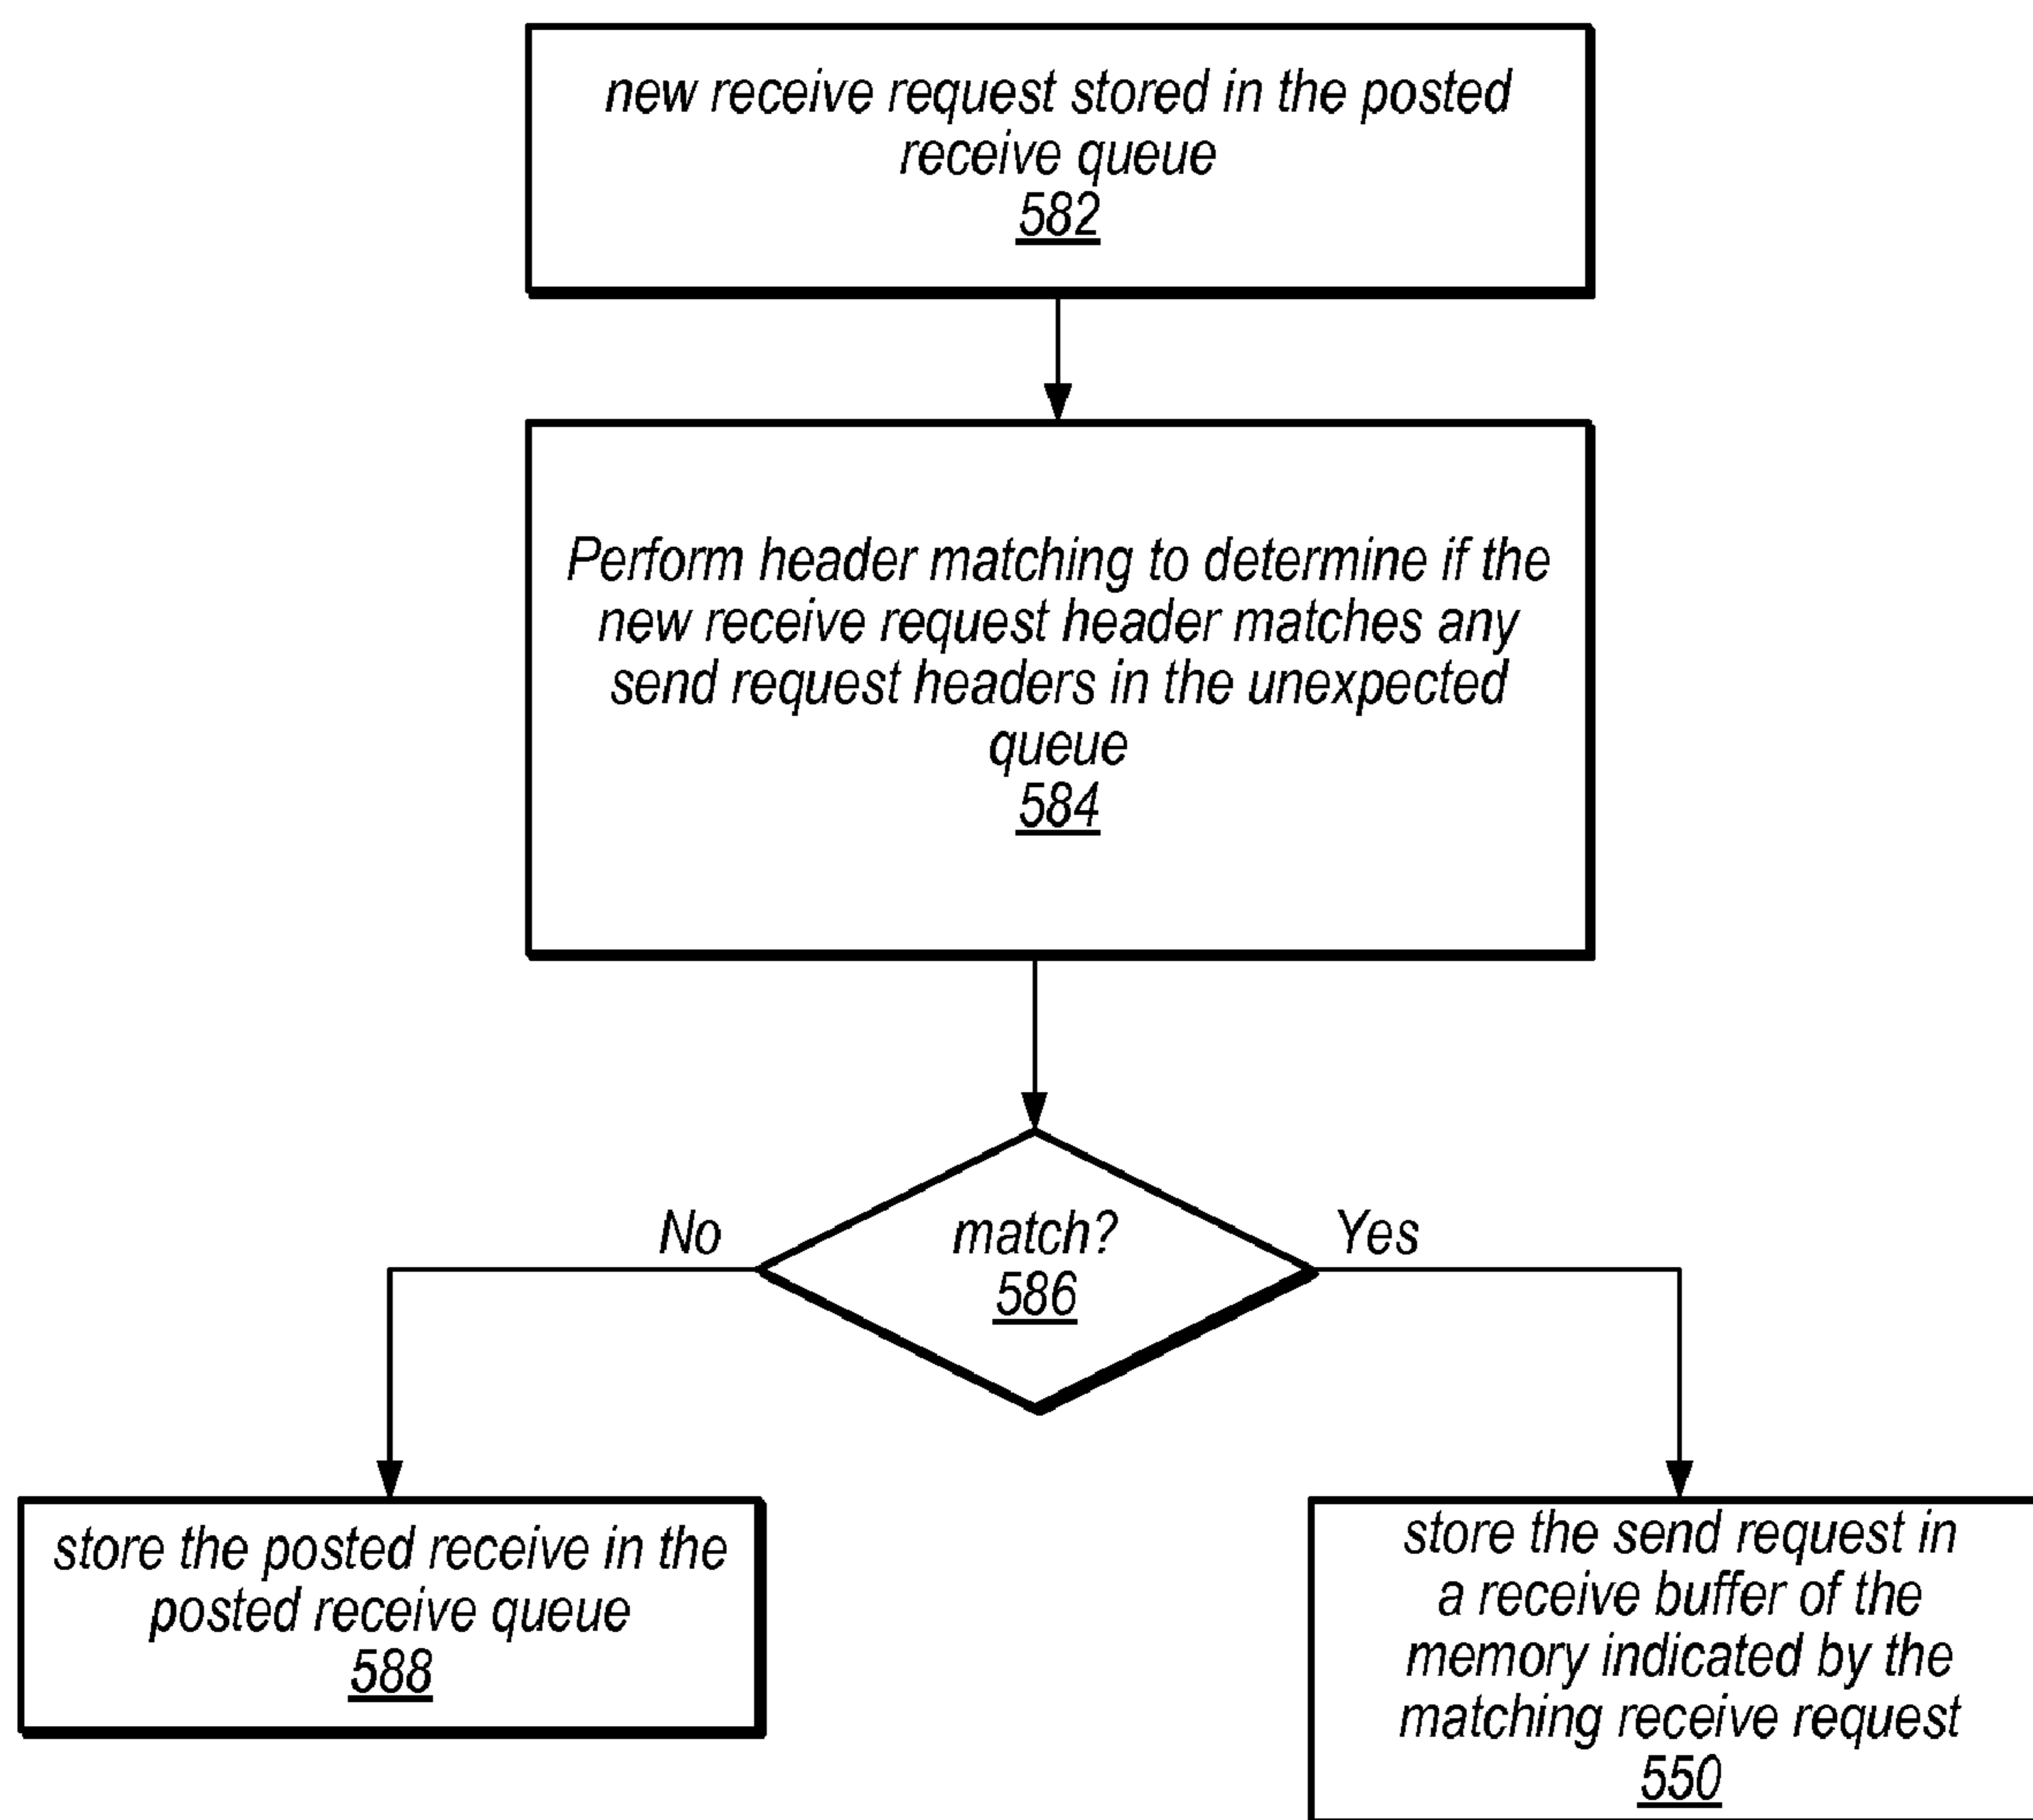 new receive request stored in the posted
receive queue
582
Perform header matching to determine if the
new receive request header matches any
send request headers in the unexpected
queue
584
No
match?
586
Yes
store the posted receive in the
posted receive queue
588
store the send request in
a receive buffer of the
memory indicated by the
matching receive request
550